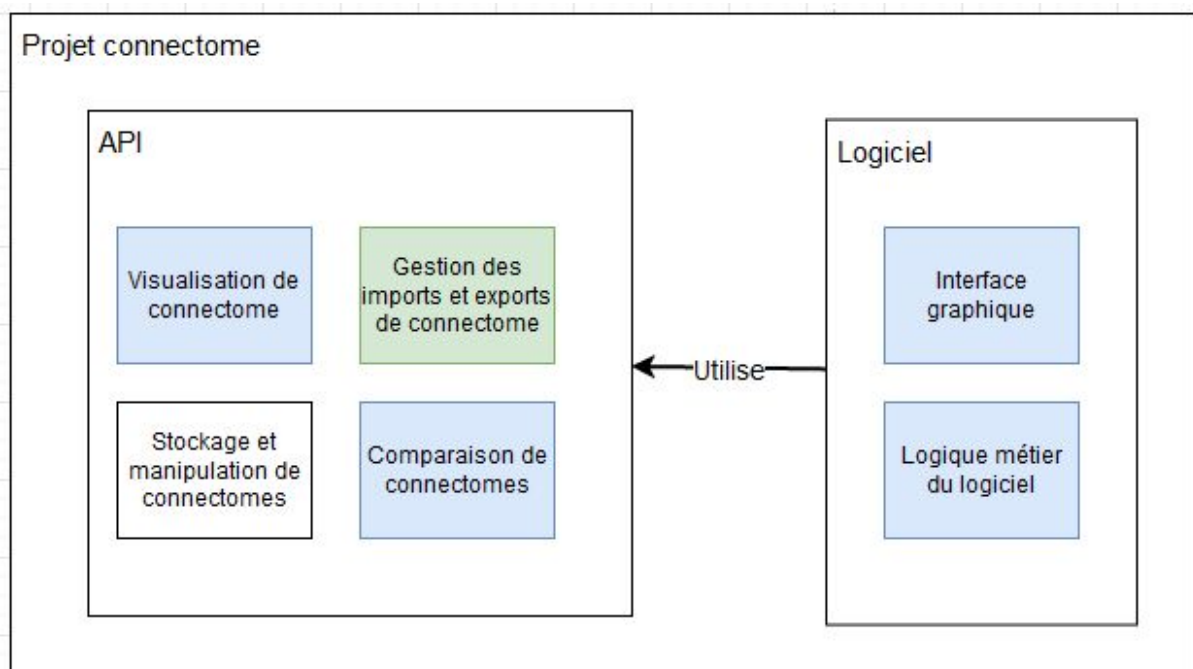 Projet connectome
API
Logiciel
Visualisation de
connectome
Gestion des
imports et exports
de connectome
Interface
graphique
Utilise
Stockage et
manipulation de
connectomes
Comparaison de
connectomes
Logique métier
du logiciel